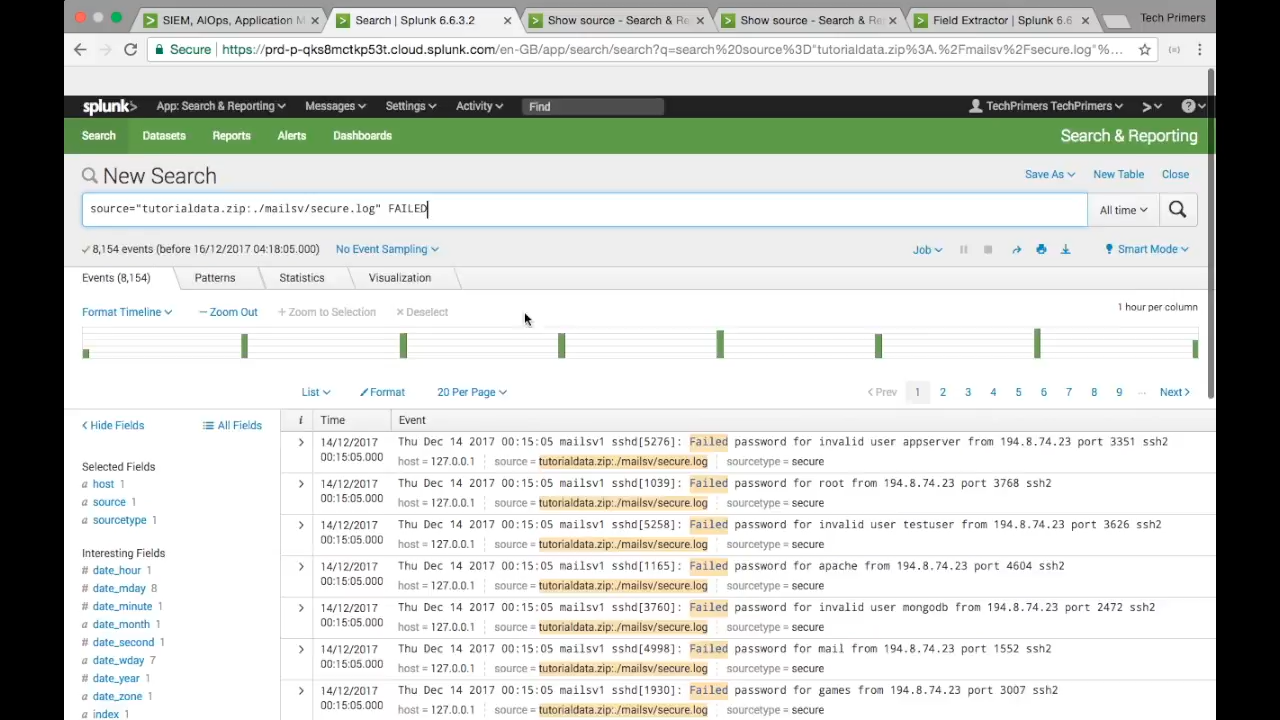 SIEM, AIOps, Application M
Search | Splunk 6.6.3.2
Show source - Search & Re
Show source - Search & Re
Field Extractor | Splunk 6.6
Tech Primers
Secure | https://prd-p-qks8mctkp53t.cloud.splunk.com/en-GB/app/search/search?q=search%20source%3D"tutorialdata.zip%3A.%2Fmailsv%2Fsecure.log"%...
splunk> App: Search & Reporting Messages Settings Activity Find TechPrimers TechPrimers
Search Datasets Reports Alerts Dashboards Search & Reporting
New Search Save As New Table Close
source="tutorialdata.zip:./mailsv/secure.log" FAILED All time
8,154 events (before 16/12/2017 04:18:05.000) No Event Sampling Job Smart Mode
Events (8,154) Patterns Statistics Visualization
Format Timeline — Zoom Out + Zoom to Selection × Deselect 1 hour per column
List Format 20 Per Page < Prev 1 2 3 4 5 6 7 8 9 ... Next >
< Hide Fields All Fields i Time Event
Selected Fields
a host 1
a source 1
a sourcetype 1
Interesting Fields
# date_hour 1
# date_mday 8
# date_minute 1
a date_month 1
# date_second 1
a date_wday 7
# date_year 1
a date_zone 1
a index 1
14/12/2017 00:15:05.000 Thu Dec 14 2017 00:15:05 mailsv1 sshd[5276]: Failed password for invalid user appserver from 194.8.74.23 port 3351 ssh2
host = 127.0.0.1 source = tutorialdata.zip:./mailsv/secure.log sourcetype = secure
14/12/2017 00:15:05.000 Thu Dec 14 2017 00:15:05 mailsv1 sshd[1039]: Failed password for root from 194.8.74.23 port 3768 ssh2
host = 127.0.0.1 source = tutorialdata.zip:./mailsv/secure.log sourcetype = secure
14/12/2017 00:15:05.000 Thu Dec 14 2017 00:15:05 mailsv1 sshd[5258]: Failed password for invalid user testuser from 194.8.74.23 port 3626 ssh2
host = 127.0.0.1 source = tutorialdata.zip:./mailsv/secure.log sourcetype = secure
14/12/2017 00:15:05.000 Thu Dec 14 2017 00:15:05 mailsv1 sshd[1165]: Failed password for apache from 194.8.74.23 port 4604 ssh2
host = 127.0.0.1 source = tutorialdata.zip:./mailsv/secure.log sourcetype = secure
14/12/2017 00:15:05.000 Thu Dec 14 2017 00:15:05 mailsv1 sshd[3760]: Failed password for invalid user mongodb from 194.8.74.23 port 2472 ssh2
host = 127.0.0.1 source = tutorialdata.zip:./mailsv/secure.log sourcetype = secure
14/12/2017 00:15:05.000 Thu Dec 14 2017 00:15:05 mailsv1 sshd[4998]: Failed password for mail from 194.8.74.23 port 1552 ssh2
host = 127.0.0.1 source = tutorialdata.zip:./mailsv/secure.log sourcetype = secure
14/12/2017 00:15:05.000 Thu Dec 14 2017 00:15:05 mailsv1 sshd[1930]: Failed password for games from 194.8.74.23 port 3007 ssh2
host = 127.0.0.1 source = tutorialdata.zip:./mailsv/secure.log sourcetype = secure